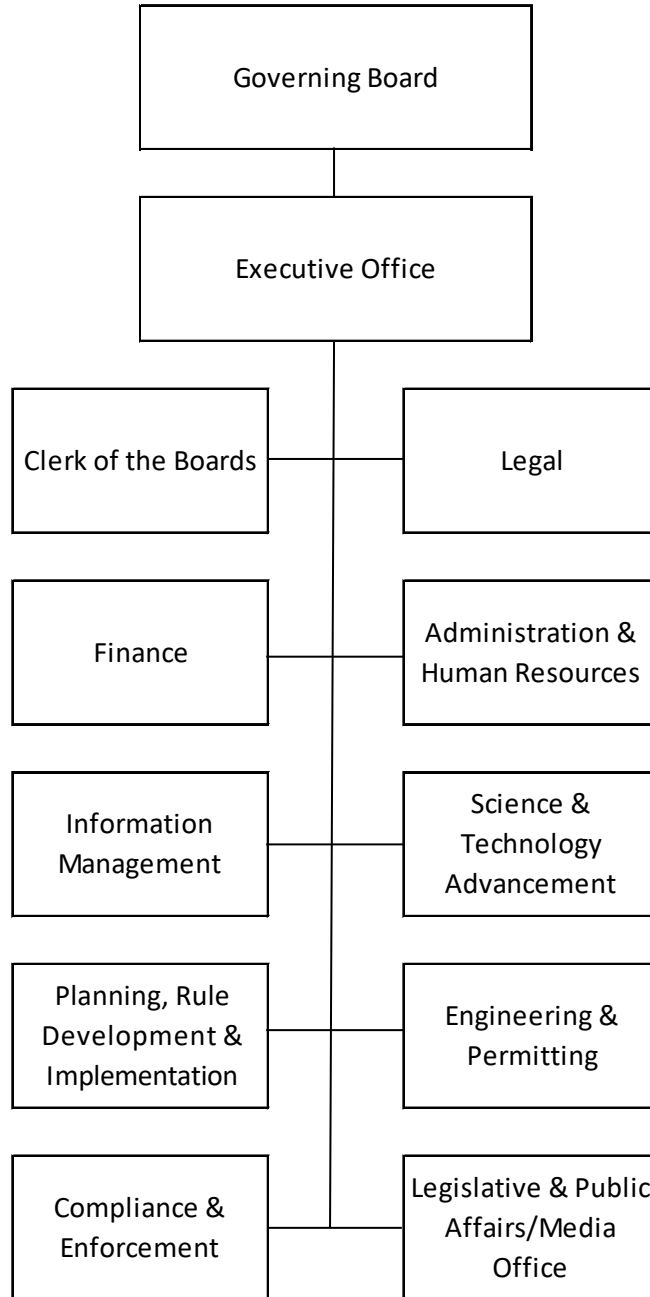 Governing Board
Executive Office
Clerk of the Boards
Legal
Finance
Administration &
Human Resources
Information
Management
Science &
Technology
Advancement
Planning, Rule
Development &
Implementation
Engineering &
Permitting
Compliance &
Enforcement
Legislative & Public
Affairs/Media
Office